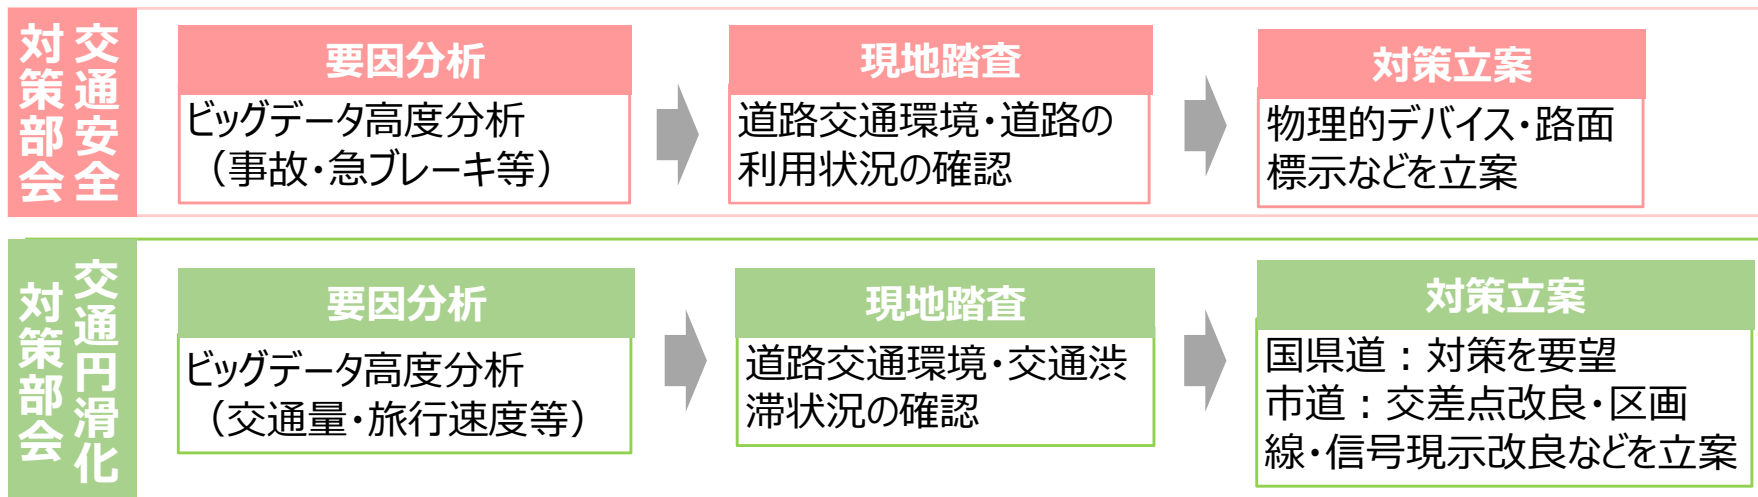 交通安全
対策部会
要因分析
ビッグデータ高度分析
（事故・急ブレーキ等）
現地踏査
道路交通環境・道路の
利用状況の確認
対策立案
物理的デバイス・路面
標示などを立案
交通円滑化
対策部会
要因分析
ビッグデータ高度分析
（交通量・旅行速度等）
現地踏査
道路交通環境・交通渋
滞状況の確認
対策立案
国県道：対策を要望
市道：交差点改良・区画
線・信号現示改良などを立案